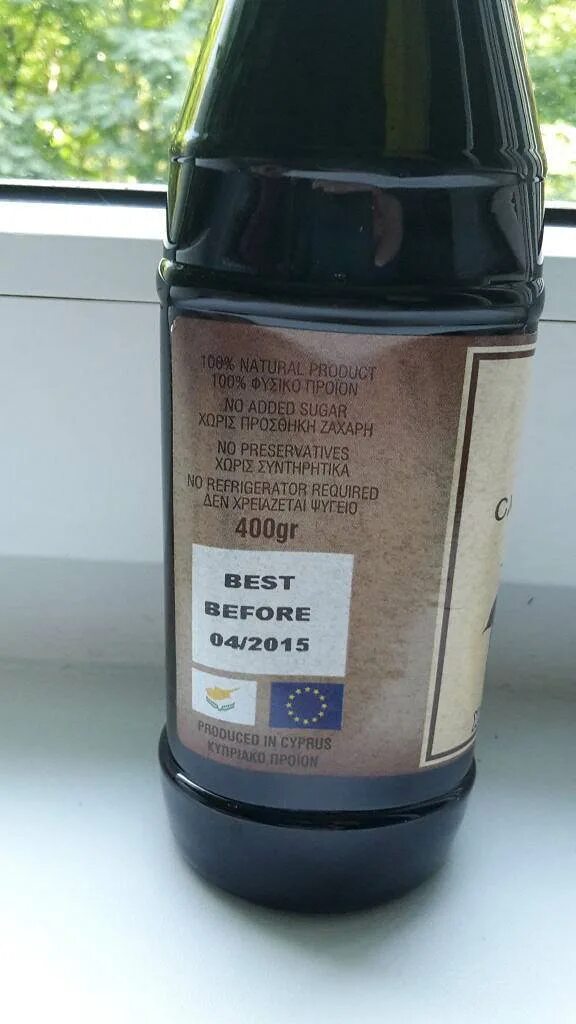 100% NATURAL PRODUCT
100% ΦΥΣΙΚΟ ΠΡΟΪΟΝ
NO ADDED SUGAR
ΧΩΡΙΣ ΠΡΟΣΘΗΚΗ ΖΑΧΑΡΗ
NO PRESERVATIVES
ΧΩΡΙΣ ΣΥΝΤΗΡΗΤΙΚΑ
NO REFRIGERATOR REQUIRED
ΔΕΝ ΧΡΕΙΑΖΕΤΑΙ ΨΥΓΕΙΟ
400gr
BEST
BEFORE
04/2015
PRODUCED IN CYPRUS
ΚΥΠΡΙΑΚΟ ΠΡΟΪΟΝ